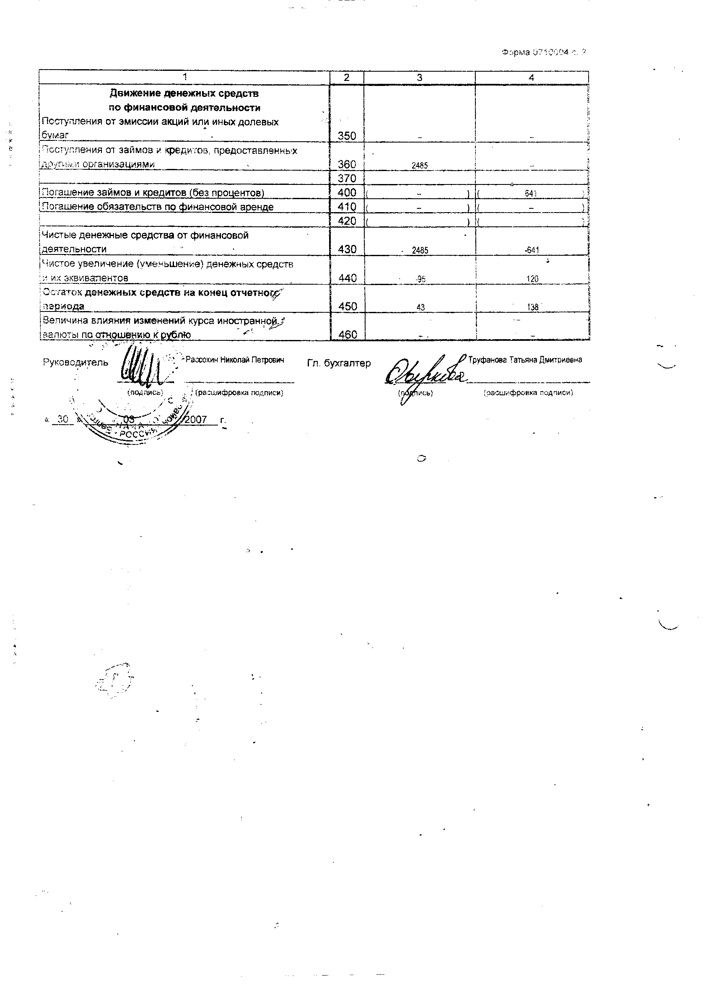 Форма 0710004 с. 2
1 2 3 4
Движение денежных средств
по финансовой деятельности
Поступления от эмиссии акций или иных долевых
бумаг 350 – –
Поступления от займов и кредитов, предоставленных
другими организациями 360 2485 –
370
Погашение займов и кредитов (без процентов) 400 ( – ) ( 641 )
Погашение обязательств по финансовой аренде 410 ( – ) ( – )
420 ( ) ( )
Чистые денежные средства от финансовой
деятельности 430 2485 -641
Чистое увеличение (уменьшение) денежных средств
и их эквивалентов 440 -95 120
Остаток денежных средств на конец отчетного
периода 450 43 138
Величина влияния изменений курса иностранной
валюты по отношению к рублю 460 – –
Руководитель Рассохин Николай Петрович Гл. бухгалтер Труфанова Татьяна Дмитриевна
(подпись) (расшифровка подписи) (подпись) (расшифровка подписи)
« 30 » 03 2007 г.
РОССИЯ